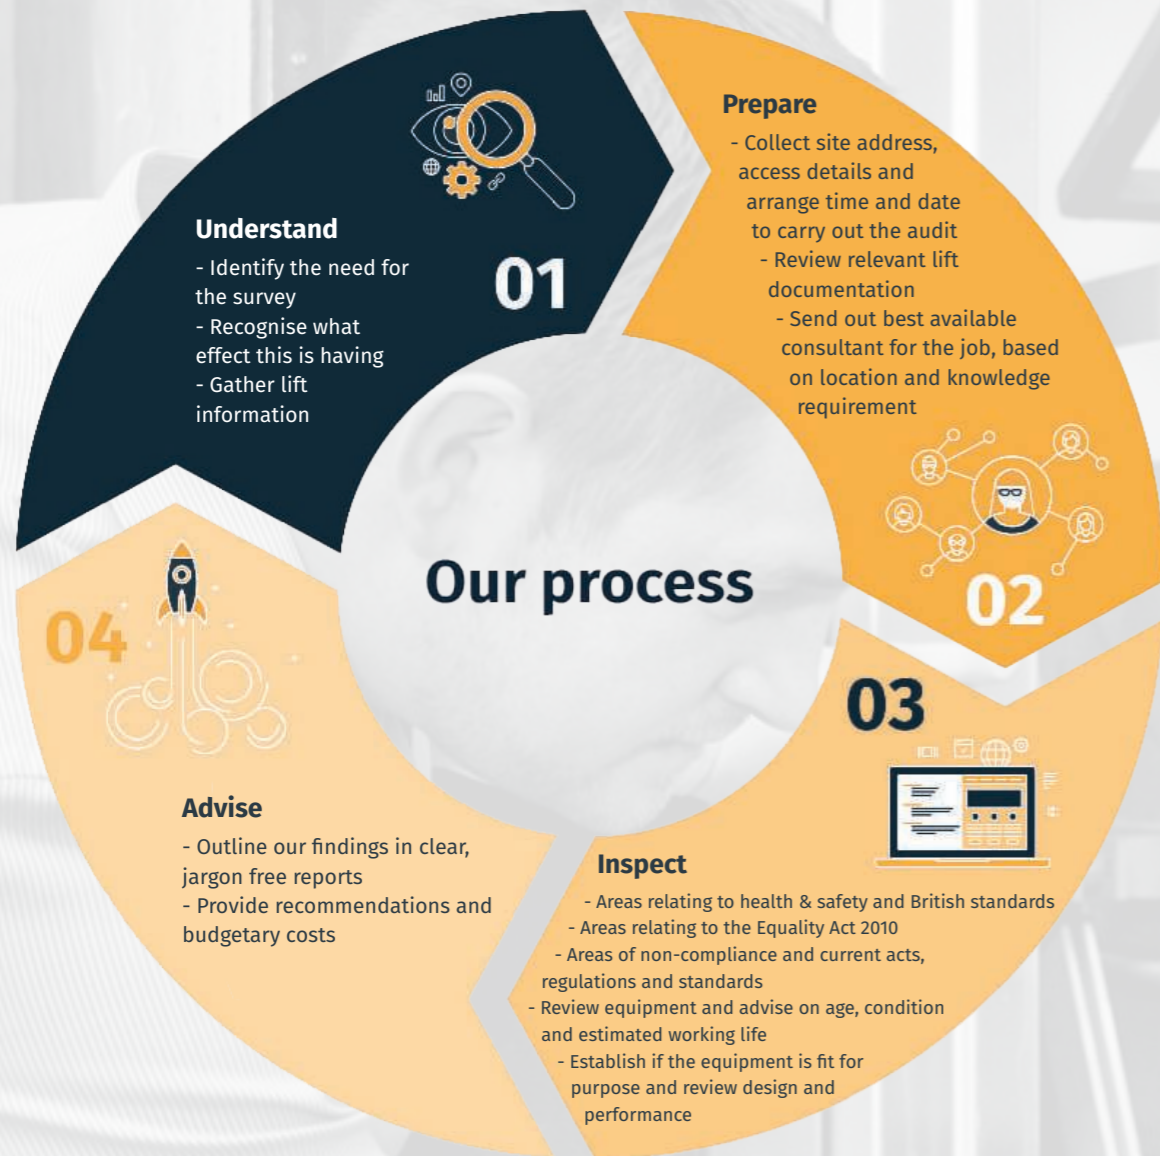 Our process
01
Understand
- Identify the need for
the survey
- Recognise what
effect this is having
- Gather lift
information
Prepare
- Collect site address,
access details and
arrange time and date
to carry out the audit
- Review relevant lift
documentation
- Send out best available
consultant for the job, based
on location and knowledge
requirement
02
03
Inspect
- Areas relating to health & safety and British standards
- Areas relating to the Equality Act 2010
- Areas of non-compliance and current acts,
regulations and standards
- Review equipment and advise on age, condition
and estimated working life
- Establish if the equipment is fit for
purpose and review design and
performance
04
Advise
- Outline our findings in clear,
jargon free reports
- Provide recommendations and
budgetary costs